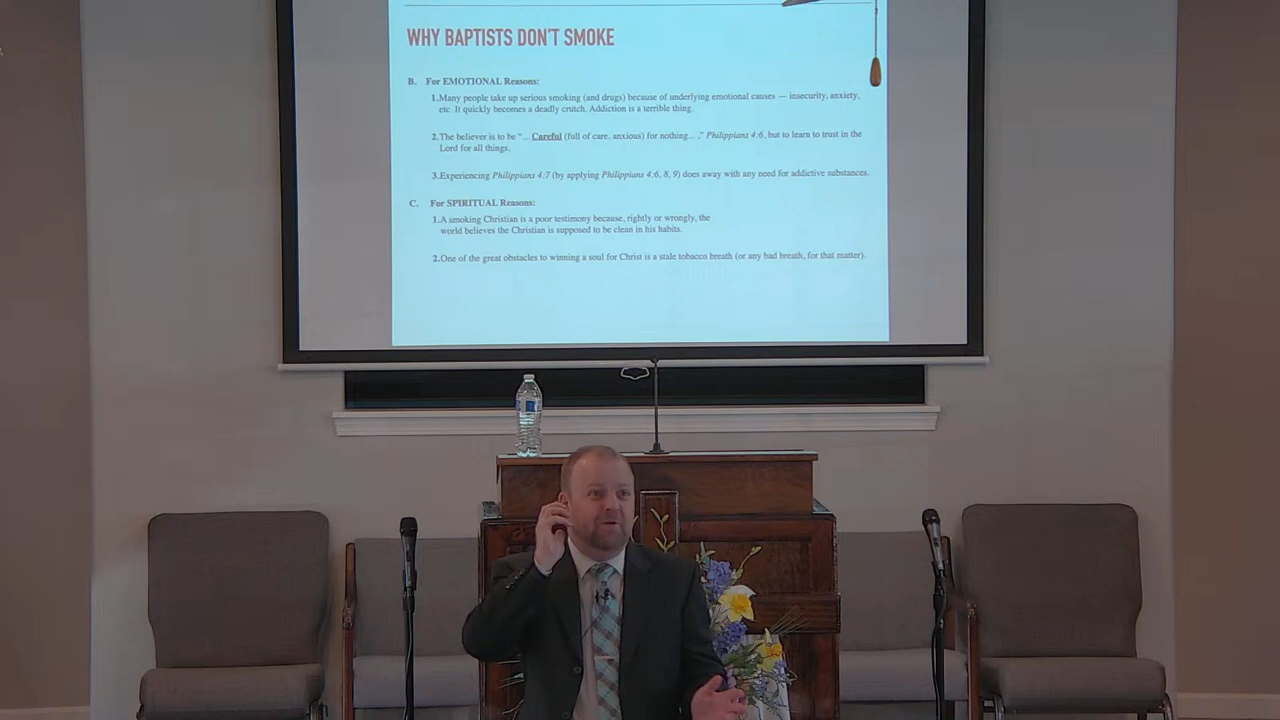 WHY BAPTISTS DON'T SMOKE
B. For EMOTIONAL Reasons:
1.Many people take up serious smoking (and drugs) because of underlying emotional causes — insecurity, anxiety,
etc. It quickly becomes a deadly crutch. Addiction is a terrible thing.
2.The believer is to be "... Careful (full of care, anxious) for nothing... ," Philippians 4:6, but to learn to trust in the
Lord for all things.
3.Experiencing Philippians 4:7 (by applying Philippians 4:6, 8, 9) does away with any need for addictive substances.
C. For SPIRITUAL Reasons:
1.A smoking Christian is a poor testimony because, rightly or wrongly, the
world believes the Christian is supposed to be clean in his habits.
2.One of the great obstacles to winning a soul for Christ is a stale tobacco breath (or any bad breath, for that matter).